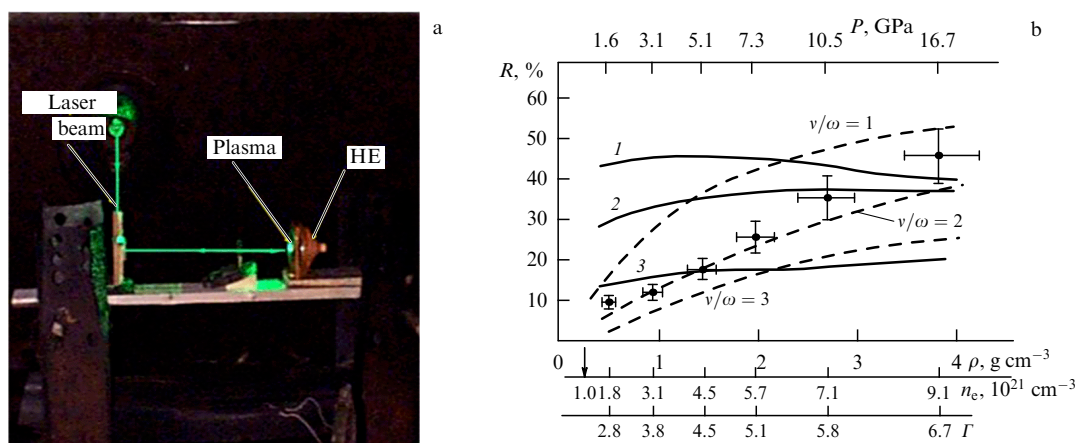 a
Laser
beam
Plasma
HE
b
P, GPa
1.6 3.1 5.1 7.3 10.5 16.7
R, %
60
50
40
30
20
10
ν/ω = 1
1
2
ν/ω = 2
3
ν/ω = 3
0 1 2 3 4 ρ, g cm⁻³
1.0 1.8 3.1 4.5 5.7 7.1 9.1 nₑ, 10²¹ cm⁻³
2.8 3.8 4.5 5.1 5.8 6.7 Γ